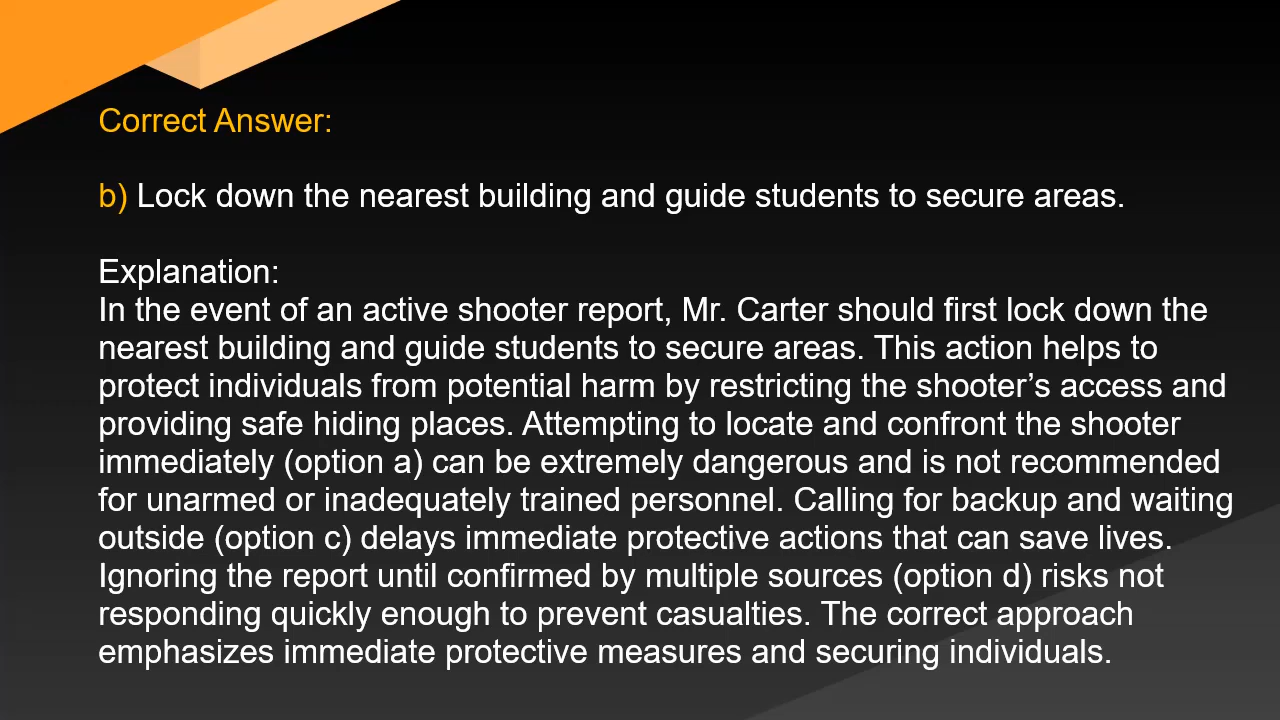 Correct Answer:
b) Lock down the nearest building and guide students to secure areas.
Explanation:
In the event of an active shooter report, Mr. Carter should first lock down the
nearest building and guide students to secure areas. This action helps to
protect individuals from potential harm by restricting the shooter’s access and
providing safe hiding places. Attempting to locate and confront the shooter
immediately (option a) can be extremely dangerous and is not recommended
for unarmed or inadequately trained personnel. Calling for backup and waiting
outside (option c) delays immediate protective actions that can save lives.
Ignoring the report until confirmed by multiple sources (option d) risks not
responding quickly enough to prevent casualties. The correct approach
emphasizes immediate protective measures and securing individuals.